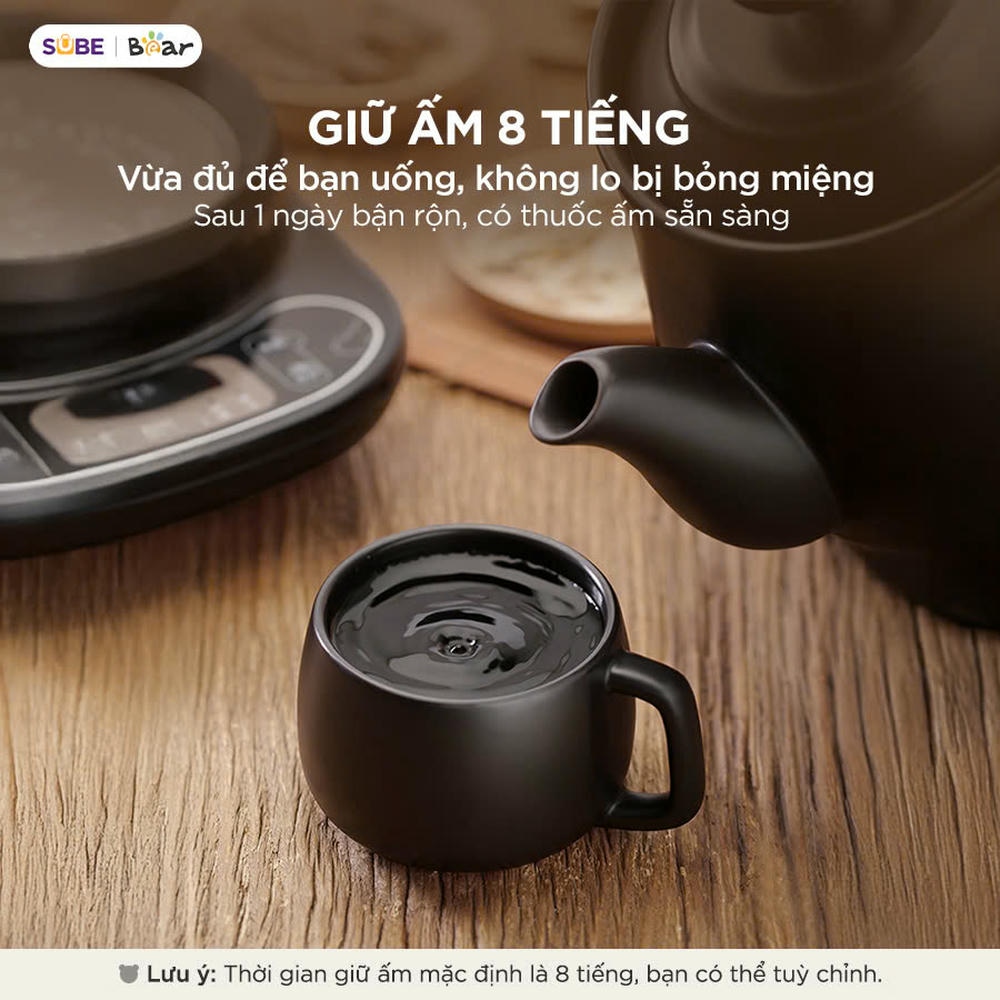 SUBE | Bear
GIỮ ẤM 8 TIẾNG
Vừa đủ để bạn uống, không lo bị bỏng miệng
Sau 1 ngày bận rộn, có thuốc ấm sẵn sàng
Lưu ý: Thời gian giữ ấm mặc định là 8 tiếng, bạn có thể tuỳ chỉnh.